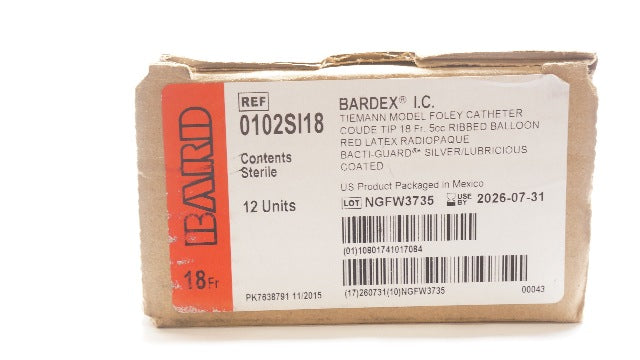 BARD
18 Fr
REF
0102SI18
Contents
Sterile
12 Units
PK7638791 11/2015
BARDEX® I.C.
TIEMANN MODEL FOLEY CATHETER
COUDE TIP 18 Fr. 5cc RIBBED BALLOON
RED LATEX RADIOPAQUE
BACTI-GUARD®* SILVER/LUBRICIOUS
COATED
US Product Packaged in Mexico
LOT NGFW3735 USE BY 2026-07-31
(01)10801741017084
(17)260731(10)NGFW3735 00043